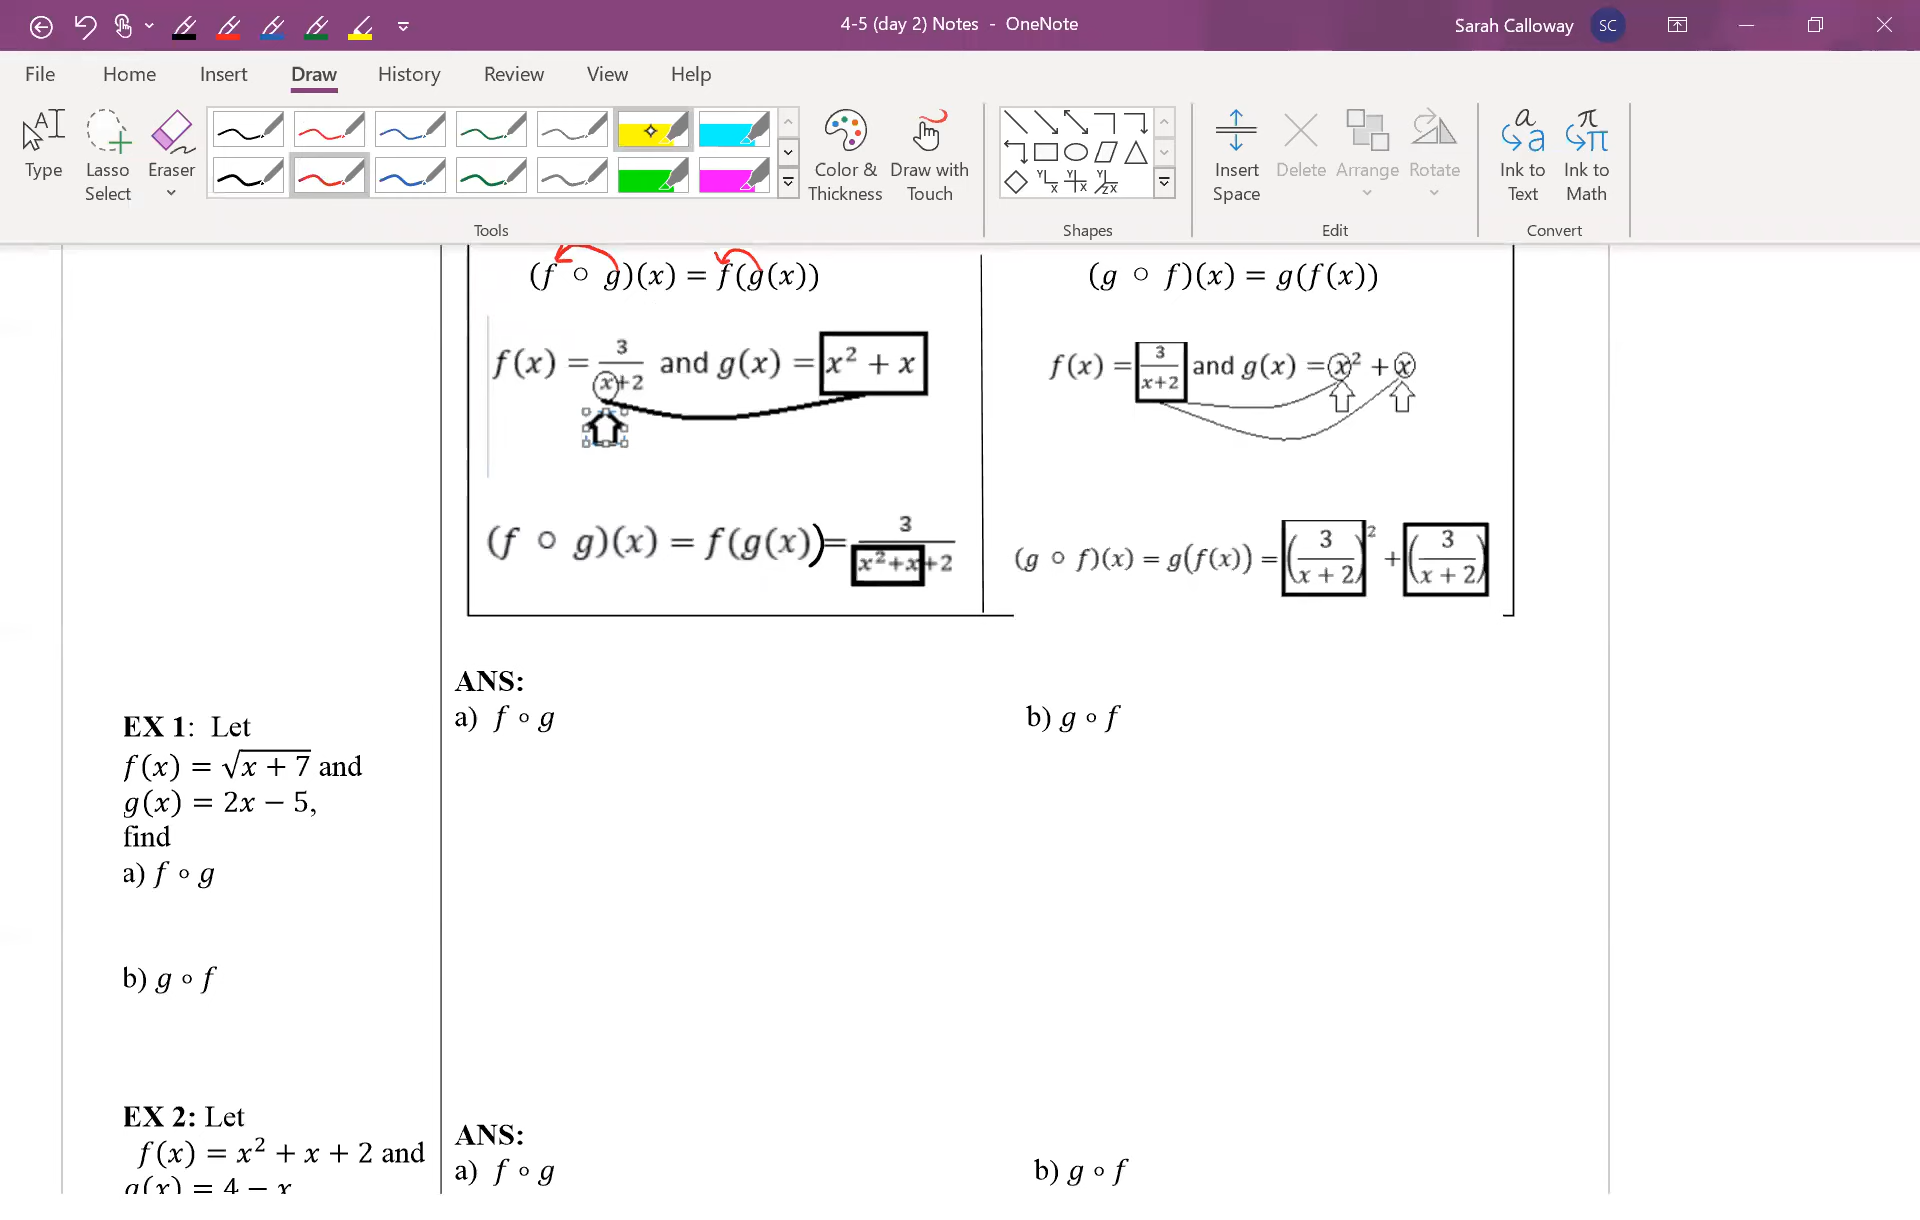 4-5 (day 2) Notes - OneNote
Sarah Calloway SC
File Home Insert Draw History Review View Help
Type Lasso Select Eraser Color & Thickness Draw with Touch Insert Space Delete Arrange Rotate Ink to Text Ink to Math
Tools Shapes Edit Convert
(f ∘ g)(x) = f(g(x))
f(x) = 3/(x+2) and g(x) = x² + x
(f ∘ g)(x) = f(g(x)) = 3/(x²+x+2)
(g ∘ f)(x) = g(f(x))
f(x) = 3/(x+2) and g(x) = x² + x
(g ∘ f)(x) = g(f(x)) = (3/(x + 2))² + (3/(x + 2))
EX 1: Let
f(x) = √(x + 7) and
g(x) = 2x − 5,
find
a) f ∘ g
b) g ∘ f
ANS:
a) f ∘ g
b) g ∘ f
EX 2: Let
f(x) = x² + x + 2 and
g(x) = 4 − x
ANS:
a) f ∘ g
b) g ∘ f